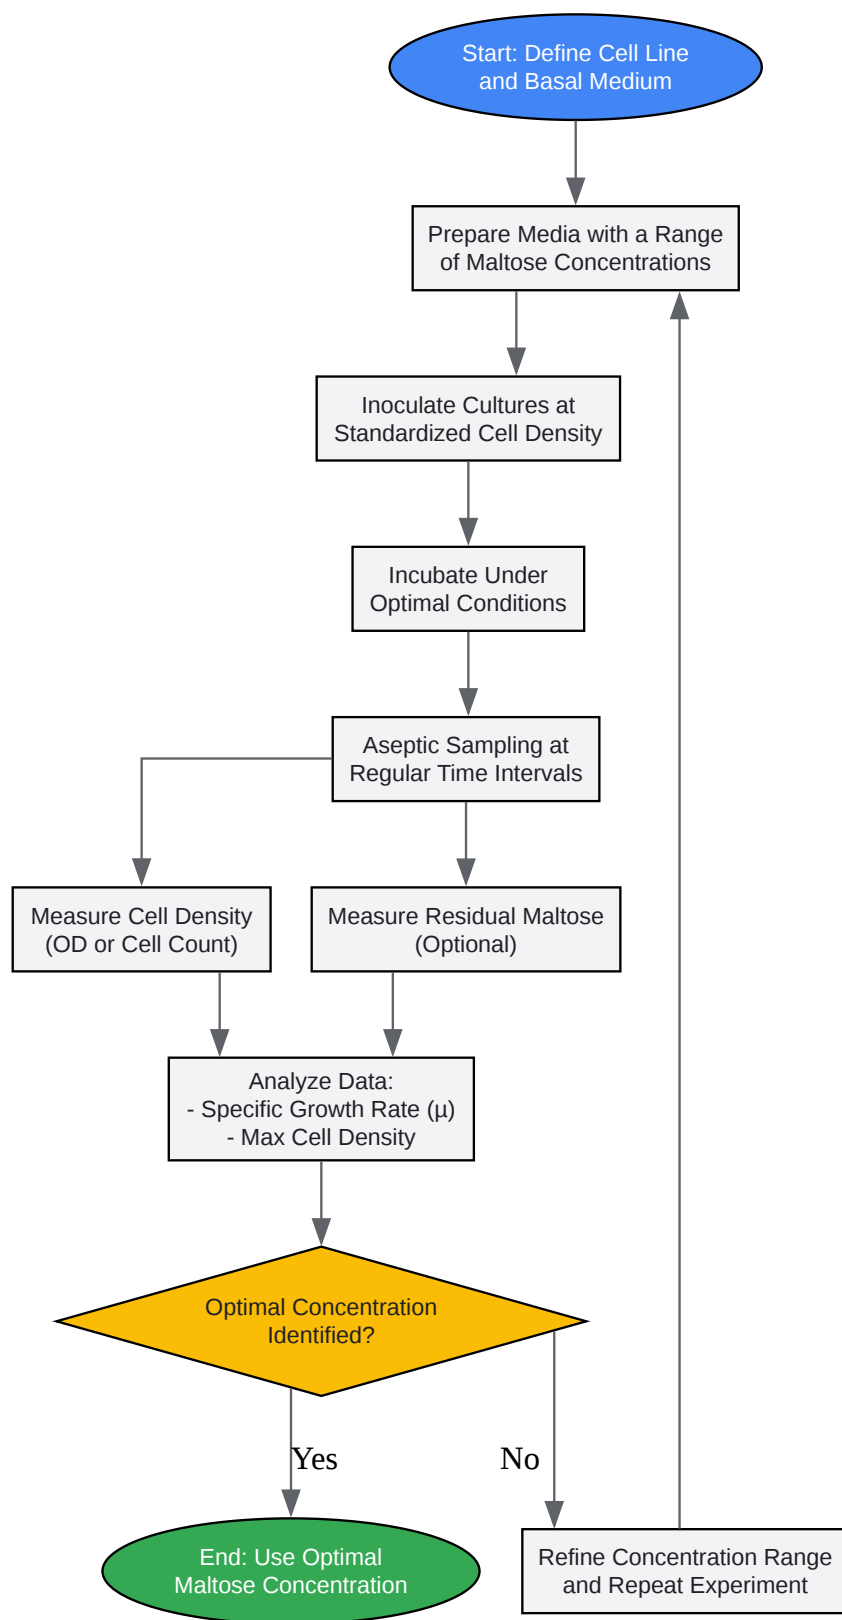 Start: Define Cell Line
and Basal Medium
Prepare Media with a Range
of Maltose Concentrations
Inoculate Cultures at
Standardized Cell Density
Incubate Under
Optimal Conditions
Aseptic Sampling at
Regular Time Intervals
Measure Cell Density
(OD or Cell Count)
Measure Residual Maltose
(Optional)
Analyze Data:
- Specific Growth Rate (µ)
- Max Cell Density
Optimal Concentration
Identified?
Yes
No
End: Use Optimal
Maltose Concentration
Refine Concentration Range
and Repeat Experiment